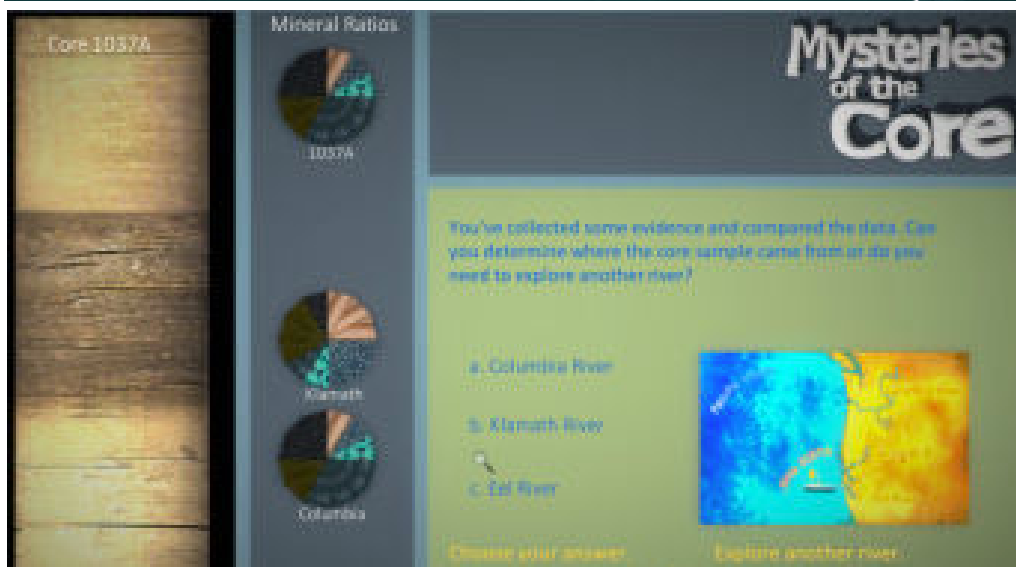 Core 1037A
Mineral Ratios
1037A
Klamath
Columbia
Mysteries
of the
Core
You've collected some evidence and compared the data. Can
you determine where the core sample came from or do you
need to explore another river?
a. Columbia River
b. Klamath River
c. Eel River
Choose your answer
Explore another river